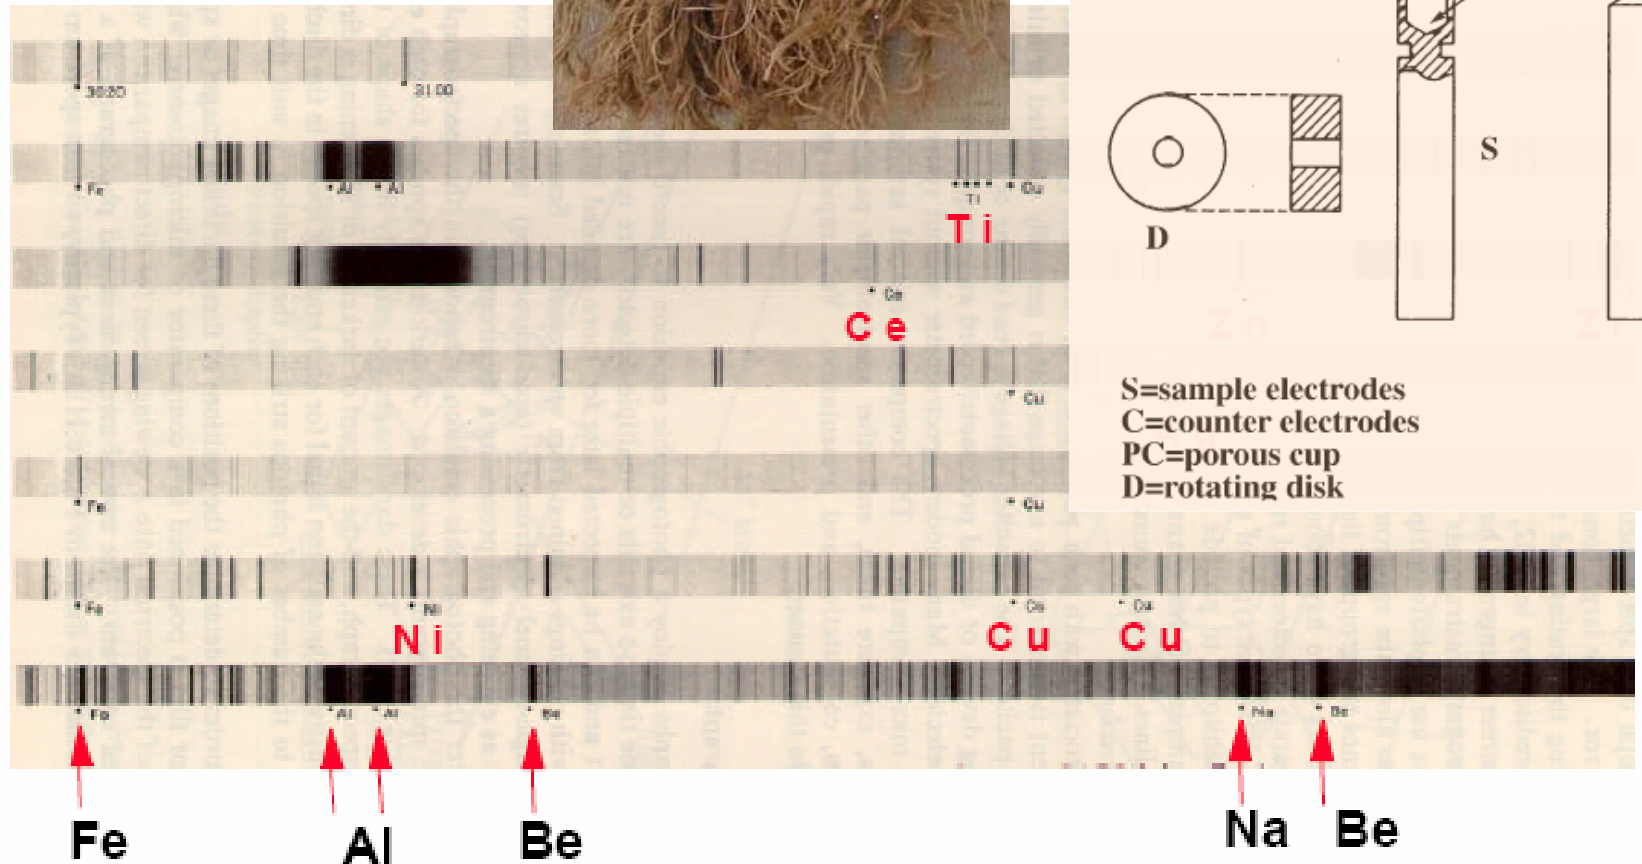 3020 3100
Fe Al Al Ti Cu
Ti
D
S
Ce
Ce
Zn Zr
Cu
S=sample electrodes
C=counter electrodes
PC=porous cup
D=rotating disk
Fe Cu
Fe Ni Cu
Ni Cu Cu
Fe Al Al Be Na Be
Fe Al Be Na Be